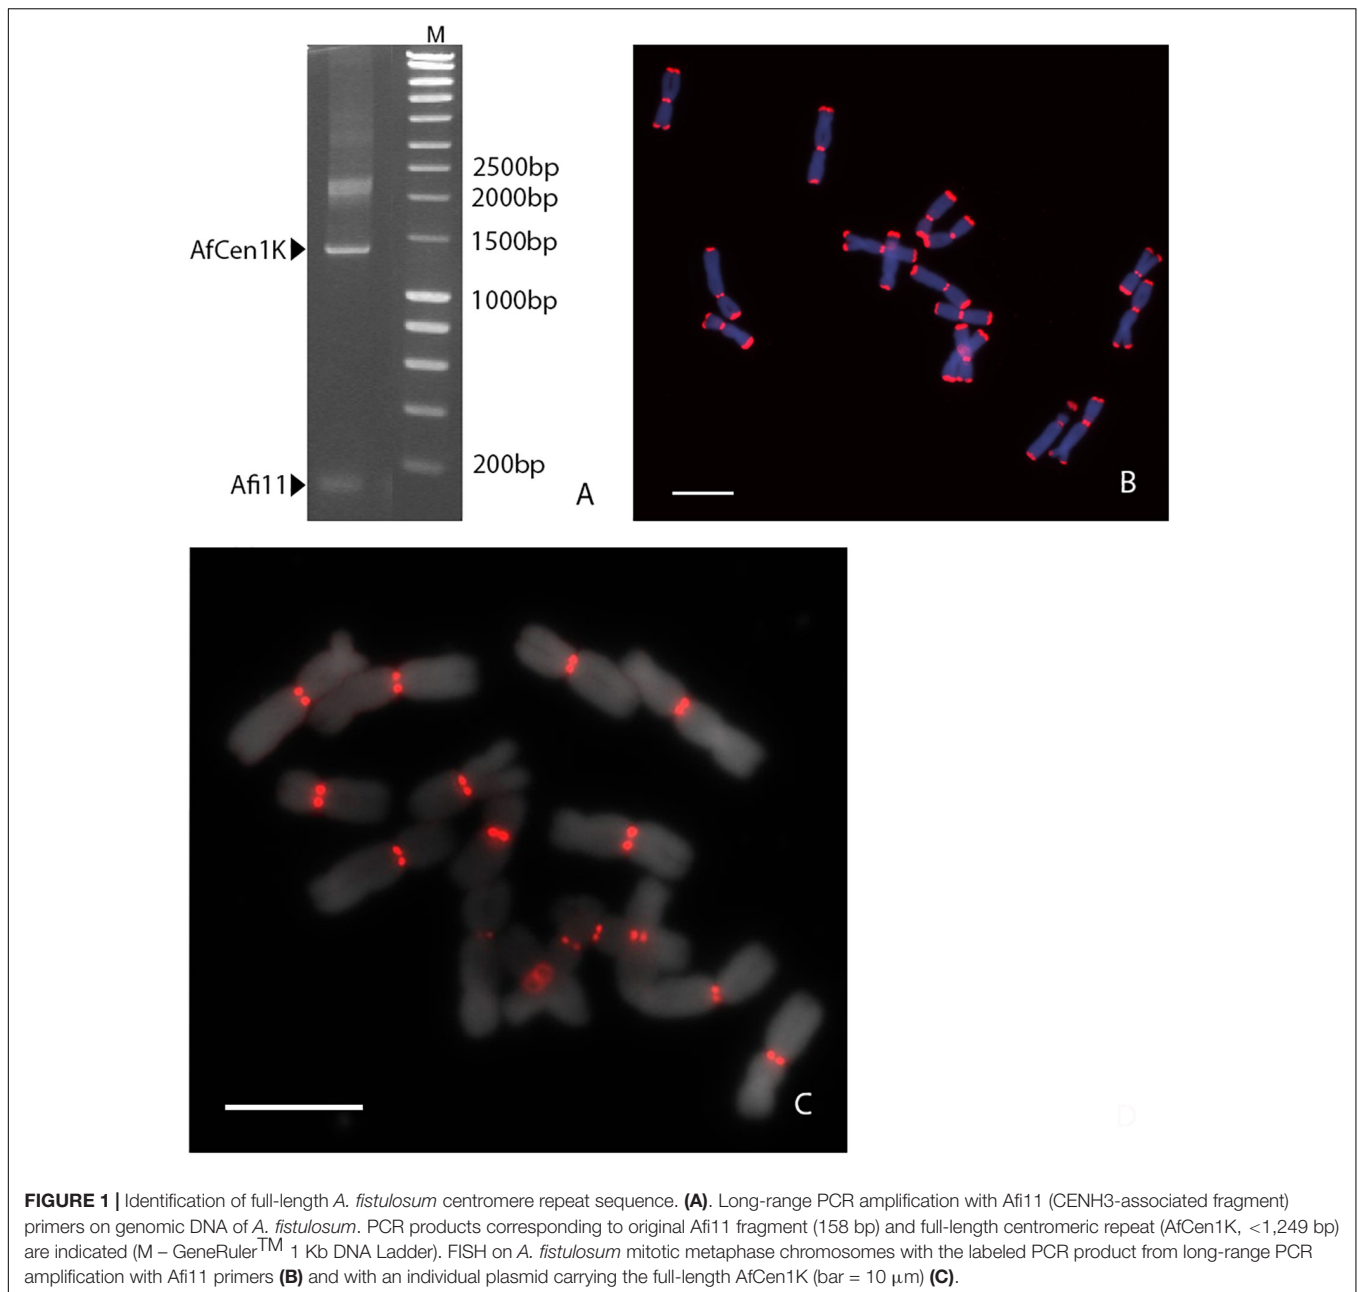 M
2500bp
2000bp
AfCen1K
1500bp
1000bp
200bp
Afi11
A
B
C
D
FIGURE 1 | Identification of full-length A. fistulosum centromere repeat sequence. (A). Long-range PCR amplification with Afi11 (CENH3-associated fragment)
primers on genomic DNA of A. fistulosum. PCR products corresponding to original Afi11 fragment (158 bp) and full-length centromeric repeat (AfCen1K, <1,249 bp)
are indicated (M – GeneRuler™ 1 Kb DNA Ladder). FISH on A. fistulosum mitotic metaphase chromosomes with the labeled PCR product from long-range PCR
amplification with Afi11 primers (B) and with an individual plasmid carrying the full-length AfCen1K (bar = 10 μm) (C).